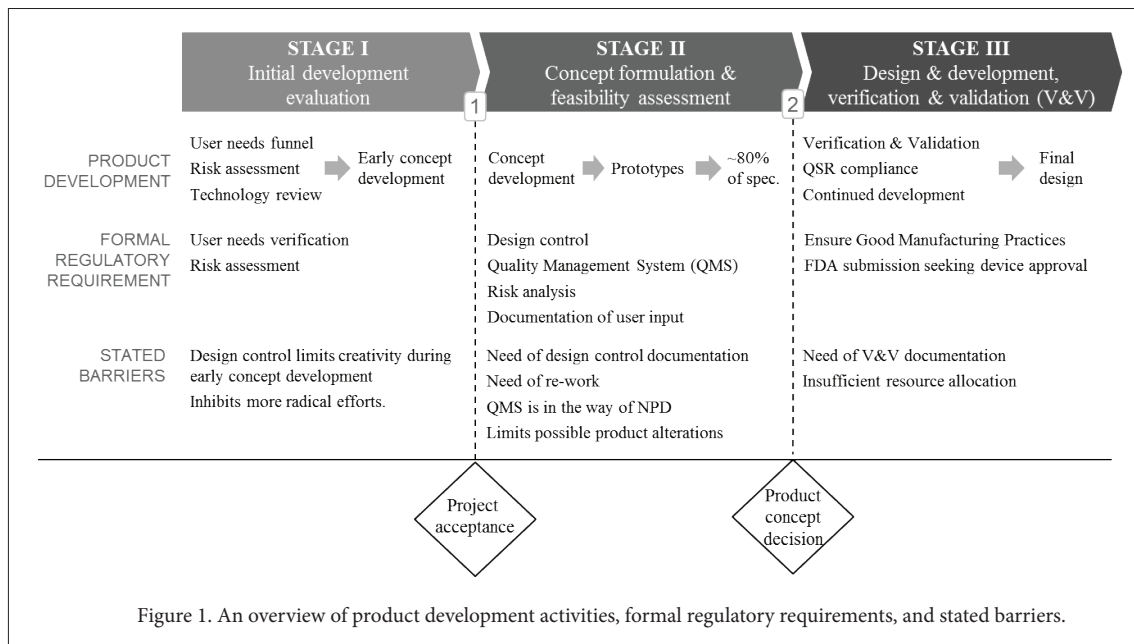 STAGE I
Initial development
evaluation
STAGE II
Concept formulation &
feasibility assessment
STAGE III
Design & development,
verification & validation (V&V)
1
2
PRODUCT
DEVELOPMENT
User needs funnel
Risk assessment
Technology review
Early concept
development
Concept
development
Prototypes
~80%
of spec.
Verification & Validation
QSR compliance
Continued development
Final
design
FORMAL
REGULATORY
REQUIREMENT
User needs verification
Risk assessment
Design control
Quality Management System (QMS)
Risk analysis
Documentation of user input
Ensure Good Manufacturing Practices
FDA submission seeking device approval
STATED
BARRIERS
Design control limits creativity during
early concept development
Inhibits more radical efforts.
Need of design control documentation
Need of re-work
QMS is in the way of NPD
Limits possible product alterations
Need of V&V documentation
Insufficient resource allocation
Project
acceptance
Product
concept
decision
Figure 1. An overview of product development activities, formal regulatory requirements, and stated barriers.